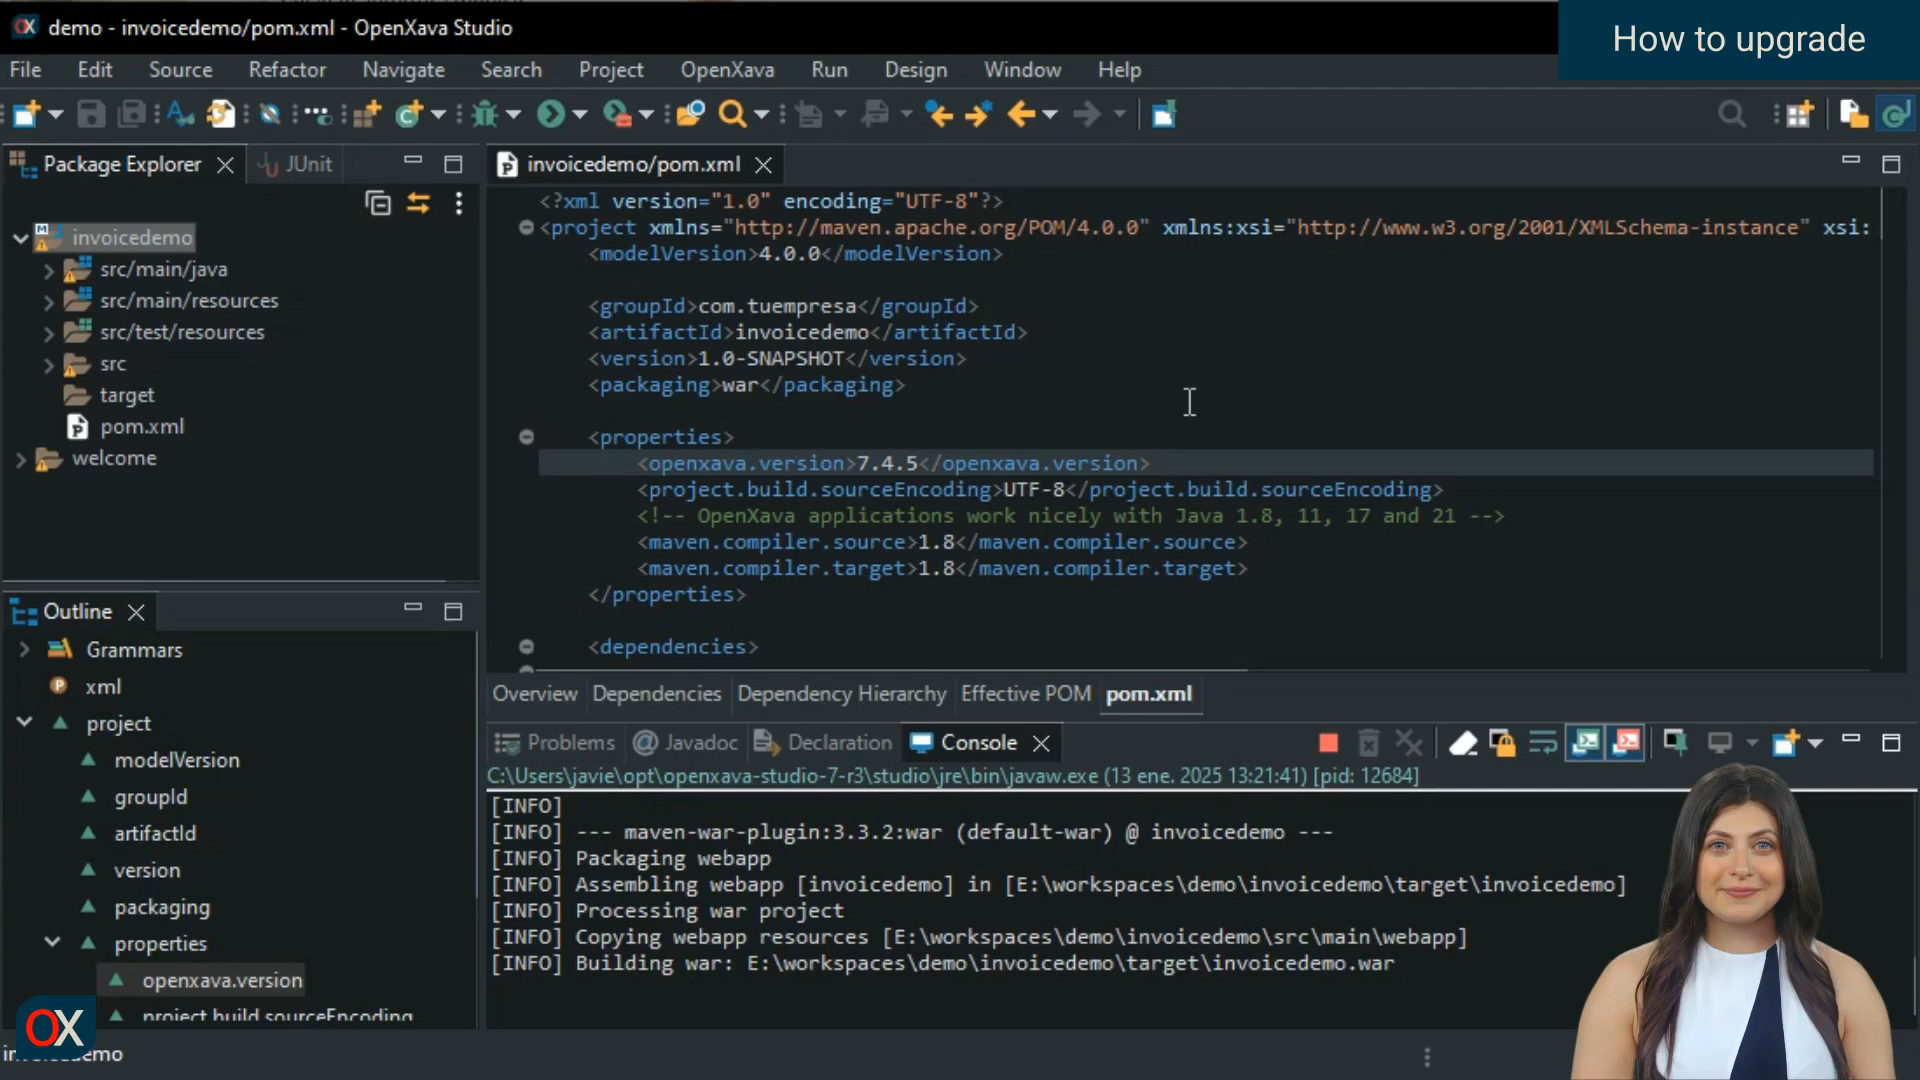 demo - invoicedemo/pom.xml - OpenXava Studio
How to upgrade
File Edit Source Refactor Navigate Search Project OpenXava Run Design Window Help
Package Explorer
JUnit
invoicedemo
src/main/java
src/main/resources
src/test/resources
src
target
pom.xml
welcome
Outline
Grammars
xml
project
modelVersion
groupId
artifactId
version
packaging
properties
openxava.version
project.build.sourceEncoding
OX
invoicedemo/pom.xml
<?xml version="1.0" encoding="UTF-8"?>
<project xmlns="http://maven.apache.org/POM/4.0.0" xmlns:xsi="http://www.w3.org/2001/XMLSchema-instance" xsi:
<modelVersion>4.0.0</modelVersion>
<groupId>com.tuempresa</groupId>
<artifactId>invoicedemo</artifactId>
<version>1.0-SNAPSHOT</version>
<packaging>war</packaging>
<properties>
<openxava.version>7.4.5</openxava.version>
<project.build.sourceEncoding>UTF-8</project.build.sourceEncoding>
<!-- OpenXava applications work nicely with Java 1.8, 11, 17 and 21 -->
<maven.compiler.source>1.8</maven.compiler.source>
<maven.compiler.target>1.8</maven.compiler.target>
</properties>
<dependencies>
Overview Dependencies Dependency Hierarchy Effective POM pom.xml
Problems @ Javadoc Declaration Console
C:\Users\javie\opt\openxava-studio-7-r3\studio\jre\bin\javaw.exe (13 ene. 2025 13:21:41) [pid: 12684]
[INFO]
[INFO] --- maven-war-plugin:3.3.2:war (default-war) @ invoicedemo ---
[INFO] Packaging webapp
[INFO] Assembling webapp [invoicedemo] in [E:\workspaces\demo\invoicedemo\target\invoicedemo]
[INFO] Processing war project
[INFO] Copying webapp resources [E:\workspaces\demo\invoicedemo\src\main\webapp]
[INFO] Building war: E:\workspaces\demo\invoicedemo\target\invoicedemo.war